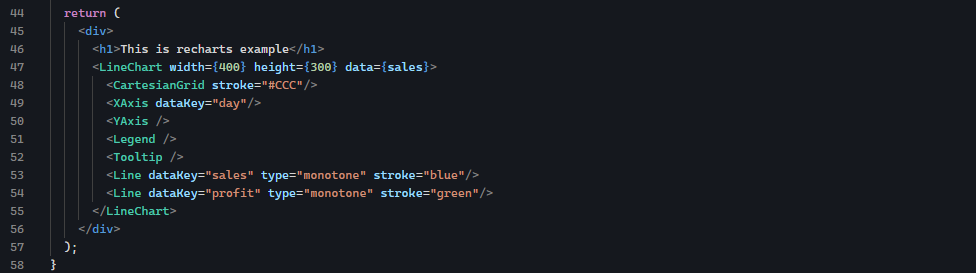 44 return (
45 <div>
46 <h1>This is recharts example</h1>
47 <LineChart width={400} height={300} data={sales}>
48 <CartesianGrid stroke="#CCC"/>
49 <XAxis dataKey="day"/>
50 <YAxis />
51 <Legend />
52 <Tooltip />
53 <Line dataKey="sales" type="monotone" stroke="blue"/>
54 <Line dataKey="profit" type="monotone" stroke="green"/>
55 </LineChart>
56 </div>
57 );
58 }